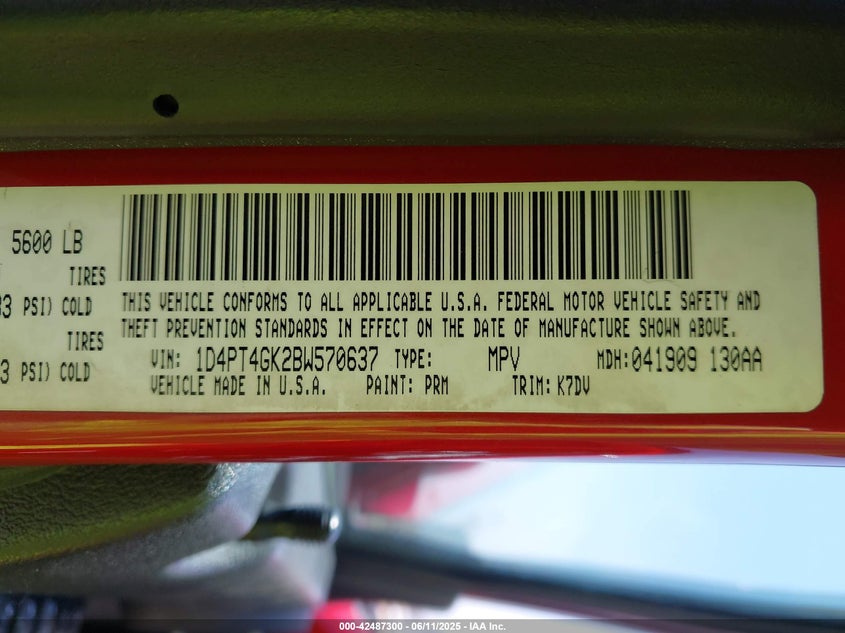 5600 LB
TIRES
33 PSI) COLD
TIRES
3 PSI) COLD
THIS VEHICLE CONFORMS TO ALL APPLICABLE U.S.A. FEDERAL MOTOR VEHICLE SAFETY AND
THEFT PREVENTION STANDARDS IN EFFECT ON THE DATE OF MANUFACTURE SHOWN ABOVE.
VIN: 1D4PT4GK2BW570637 TYPE: MPV MDH:041909 130AA
VEHICLE MADE IN U.S.A. PAINT: PRM TRIM: K7DV
000-42487300 - 06/11/2025 - IAA Inc.